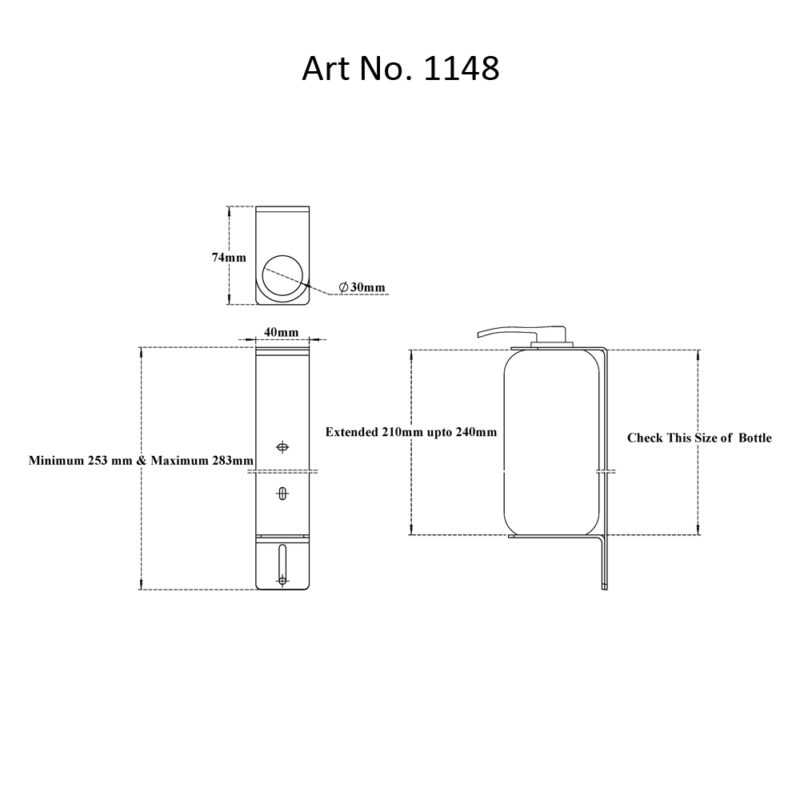 Art No. 1148
74mm
∅30mm
40mm
Extended 210mm upto 240mm
Check This Size of Bottle
Minimum 253 mm & Maximum 283mm